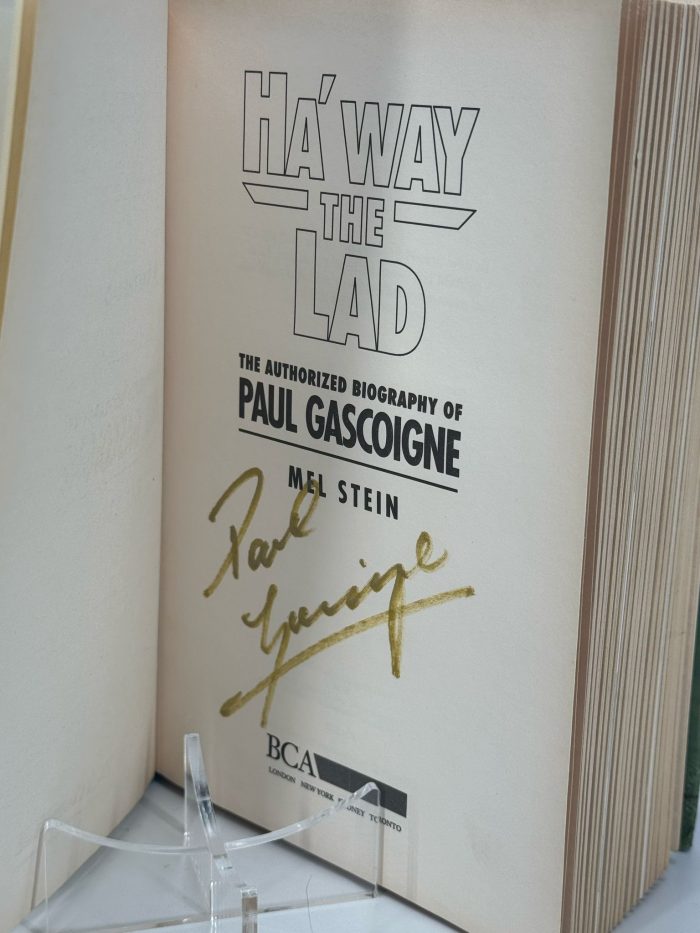 HA'WAY
THE
LAD
THE AUTHORIZED BIOGRAPHY OF
PAUL GASCOIGNE
MEL STEIN
Paul
Gascoigne
BCA
LONDON NEW YORK SYDNEY TORONTO